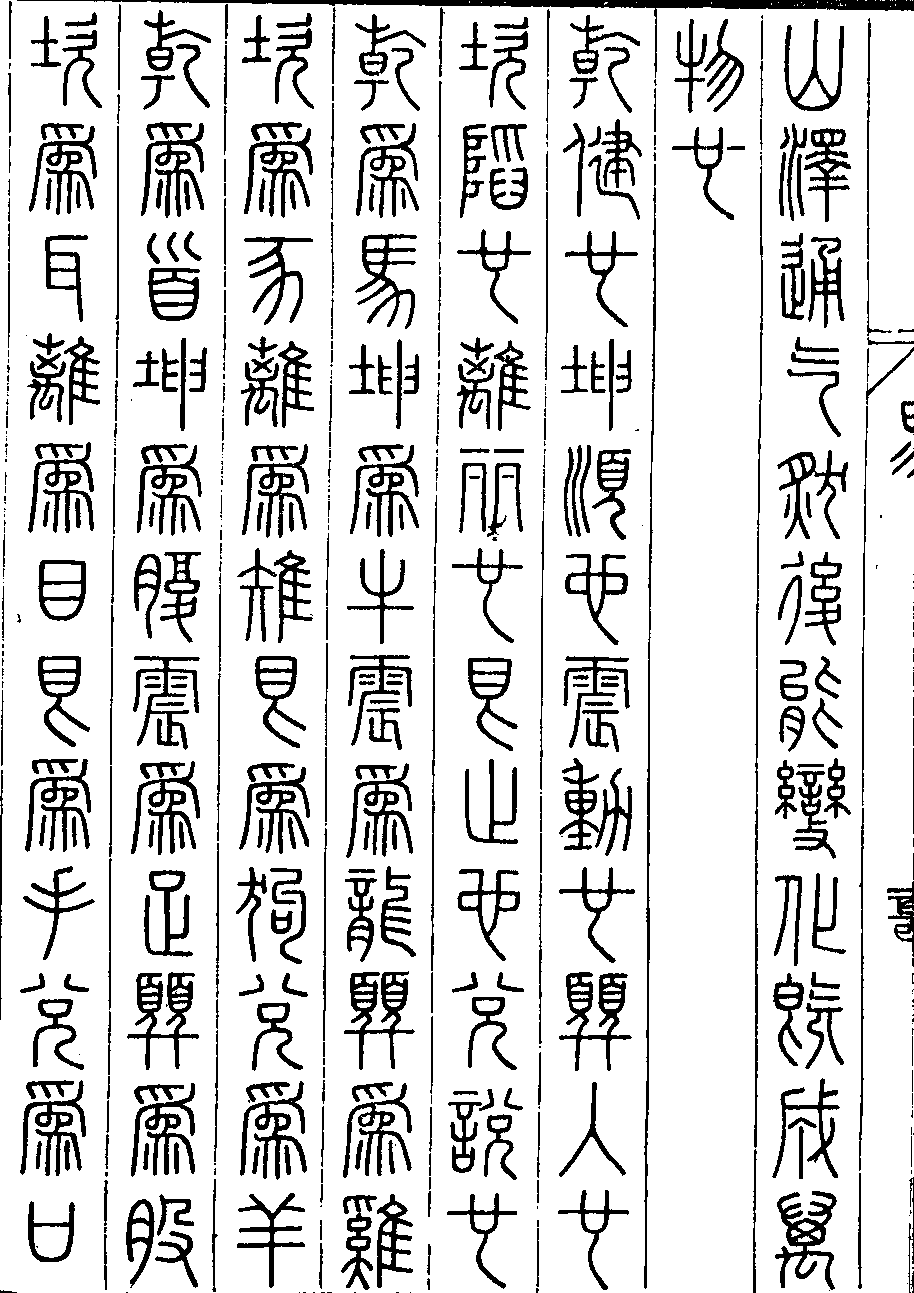 山澤通气然後能變化既成萬
物也
乾健也坤順也震動也巽入也
坎陷也離麗也艮止也兌說也
乾爲馬坤爲牛震爲龍巽爲雞
坎爲豕離爲雉艮爲狗兌爲羊
乾爲首坤爲腹震爲足巽爲股
坎爲耳離爲目艮爲手兌爲口